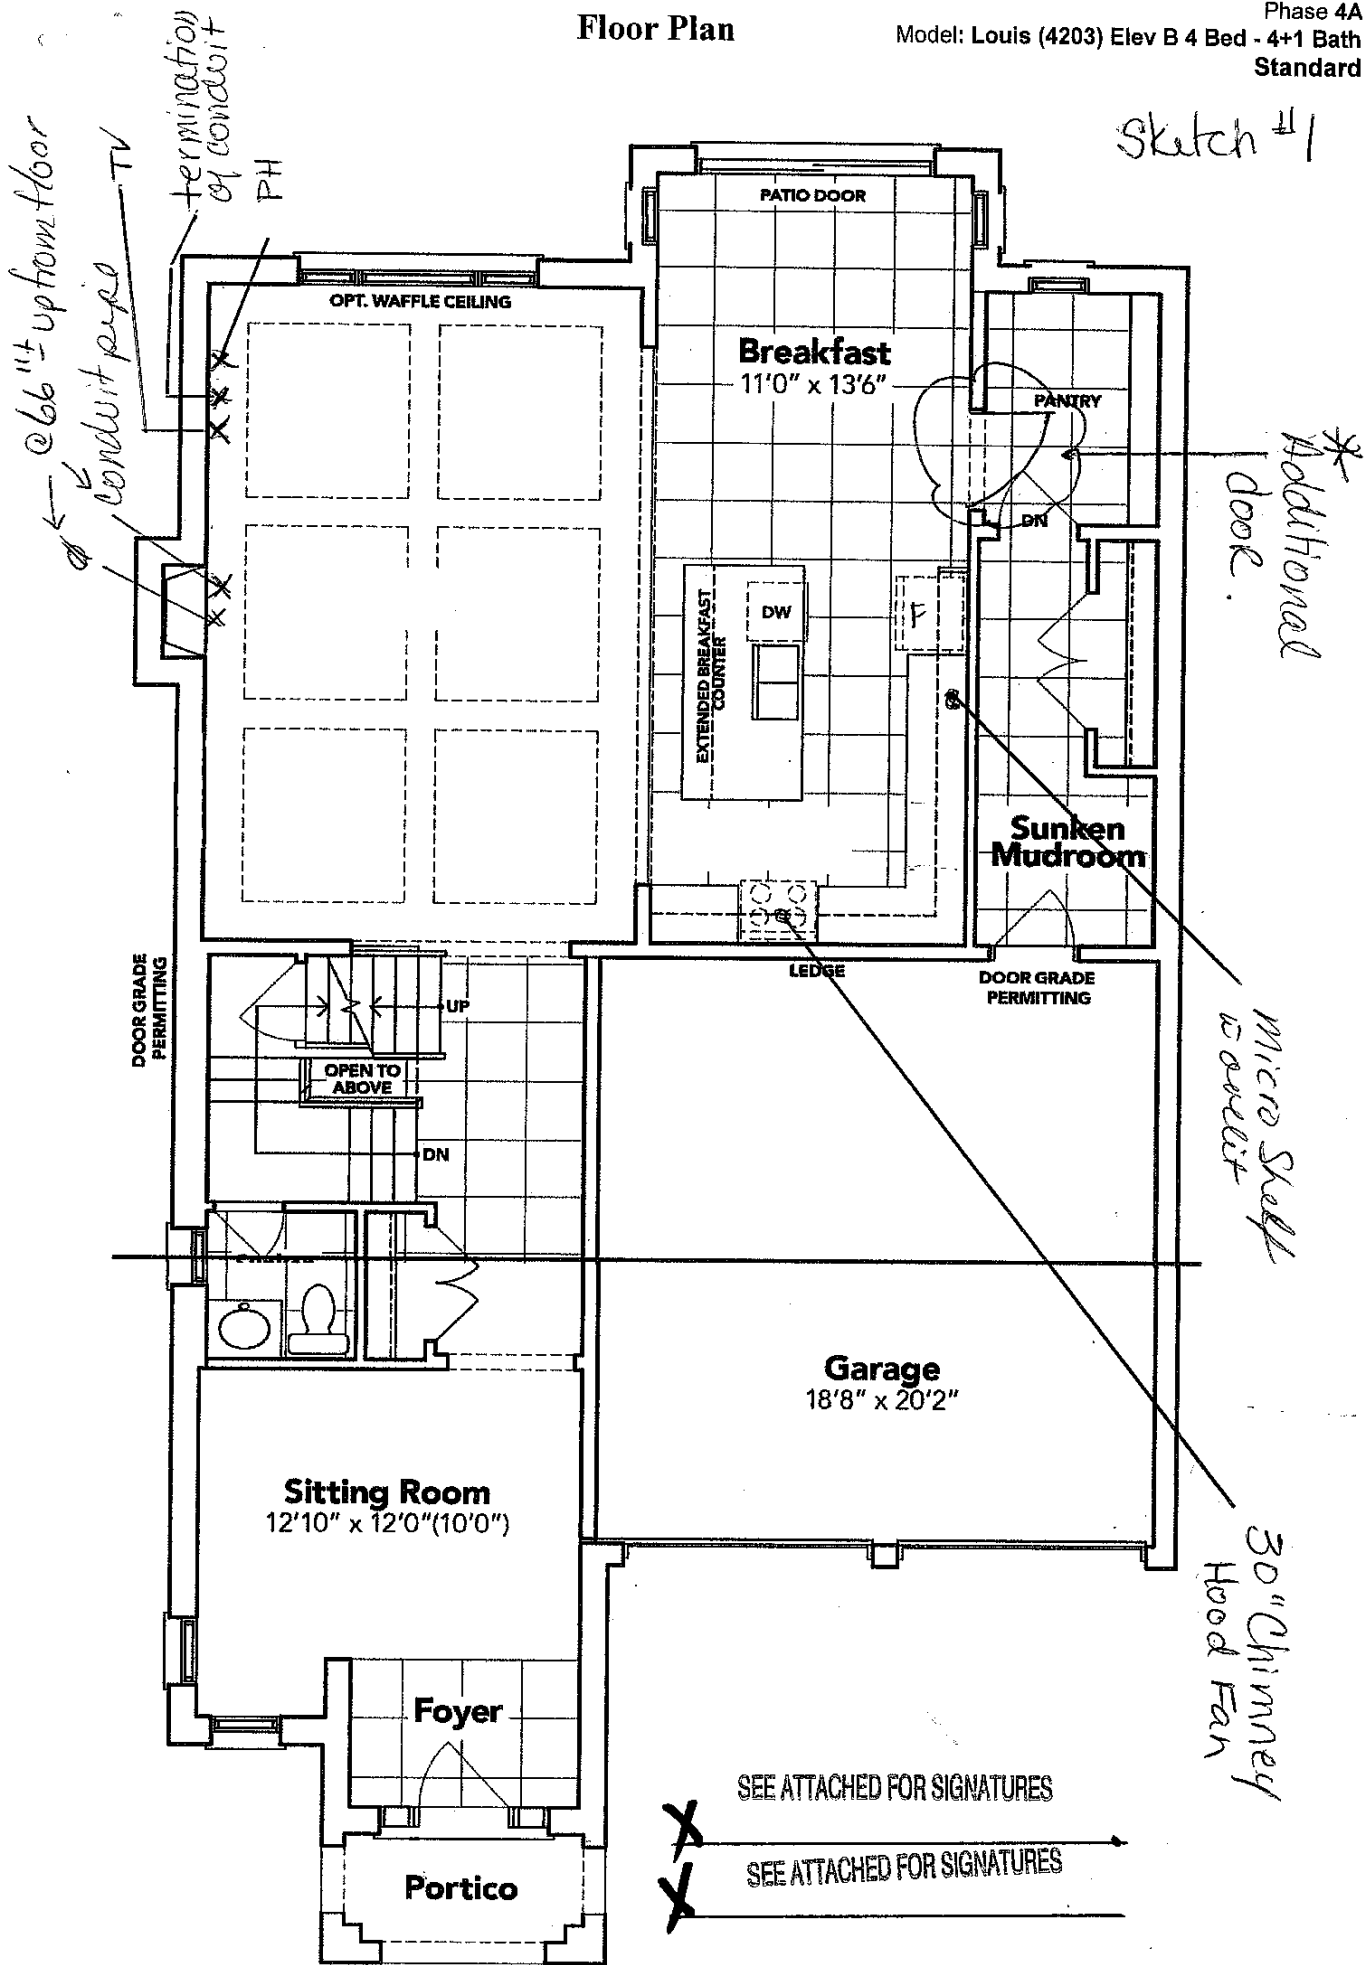 Floor Plan
Phase 4A
Model: Louis (4203) Elev B 4 Bed - 4+1 Bath
Standard
Sketch #1
termination
of conduit
PH
TV
@66"± up from floor
conduit pipe
PATIO DOOR
OPT. WAFFLE CEILING
Breakfast
11'0" x 13'6"
PANTRY
* Additional
door.
DN
DW
F
EXTENDED BREAKFAST
COUNTER
Sunken
Mudroom
LEDGE
DOOR GRADE
PERMITTING
DOOR GRADE
PERMITTING
UP
OPEN TO
ABOVE
DN
Micro Shelf
Garage
18'8" x 20'2"
Sitting Room
12'10" x 12'0"(10'0")
30" Chimney
Hood Fan
Foyer
SEE ATTACHED FOR SIGNATURES
X
SEE ATTACHED FOR SIGNATURES
X
Portico